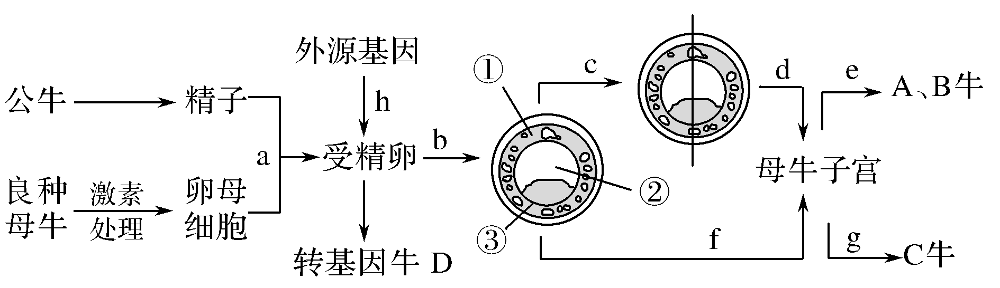 外源基因
①
c
d
e
A、B牛
公牛
精子
h
a
受精卵
b
②
母牛子宫
良种
母牛
激素
处理
卵母
细胞
③
f
g
转基因牛 D
C牛